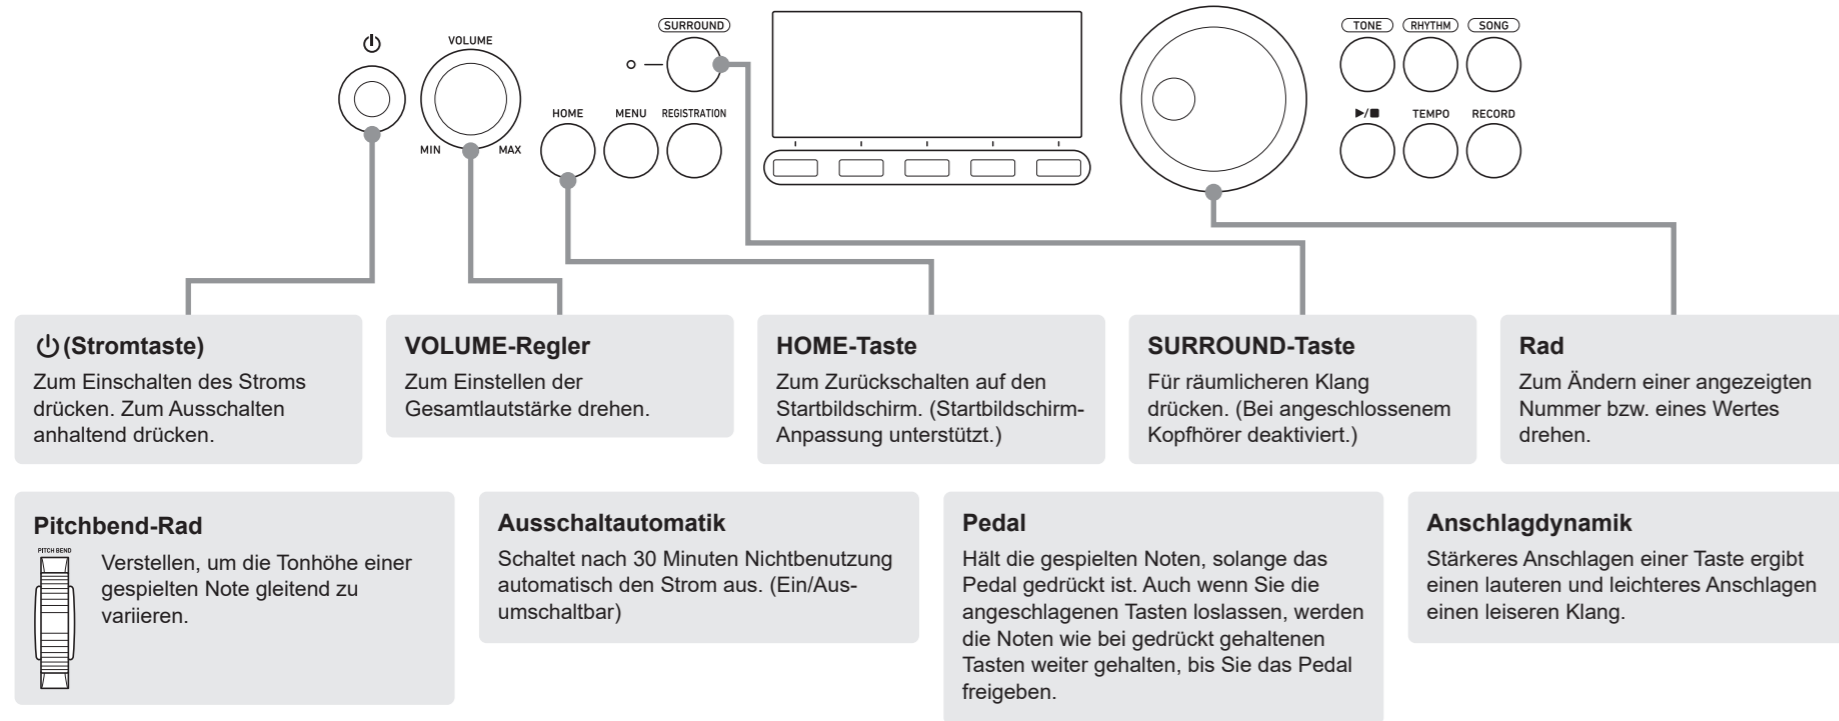 SURROUND
TONE RHYTHM SONG
VOLUME
HOME MENU REGISTRATION
▶/■ TEMPO RECORD
MIN MAX
⏻(Stromtaste)
Zum Einschalten des Stroms
drücken. Zum Ausschalten
anhaltend drücken.
VOLUME-Regler
Zum Einstellen der
Gesamtlautstärke drehen.
HOME-Taste
Zum Zurückschalten auf den
Startbildschirm. (Startbildschirm-
Anpassung unterstützt.)
SURROUND-Taste
Für räumlicheren Klang
drücken. (Bei angeschlossenem
Kopfhörer deaktiviert.)
Rad
Zum Ändern einer angezeigten
Nummer bzw. eines Wertes
drehen.
Pitchbend-Rad
PITCH BEND
Verstellen, um die Tonhöhe einer
gespielten Note gleitend zu
variieren.
Ausschaltautomatik
Schaltet nach 30 Minuten Nichtbenutzung
automatisch den Strom aus. (Ein/Aus-
umschaltbar)
Pedal
Hält die gespielten Noten, solange das
Pedal gedrückt ist. Auch wenn Sie die
angeschlagenen Tasten loslassen, werden
die Noten wie bei gedrückt gehaltenen
Tasten weiter gehalten, bis Sie das Pedal
freigeben.
Anschlagdynamik
Stärkeres Anschlagen einer Taste ergibt
einen lauteren und leichteres Anschlagen
einen leiseren Klang.